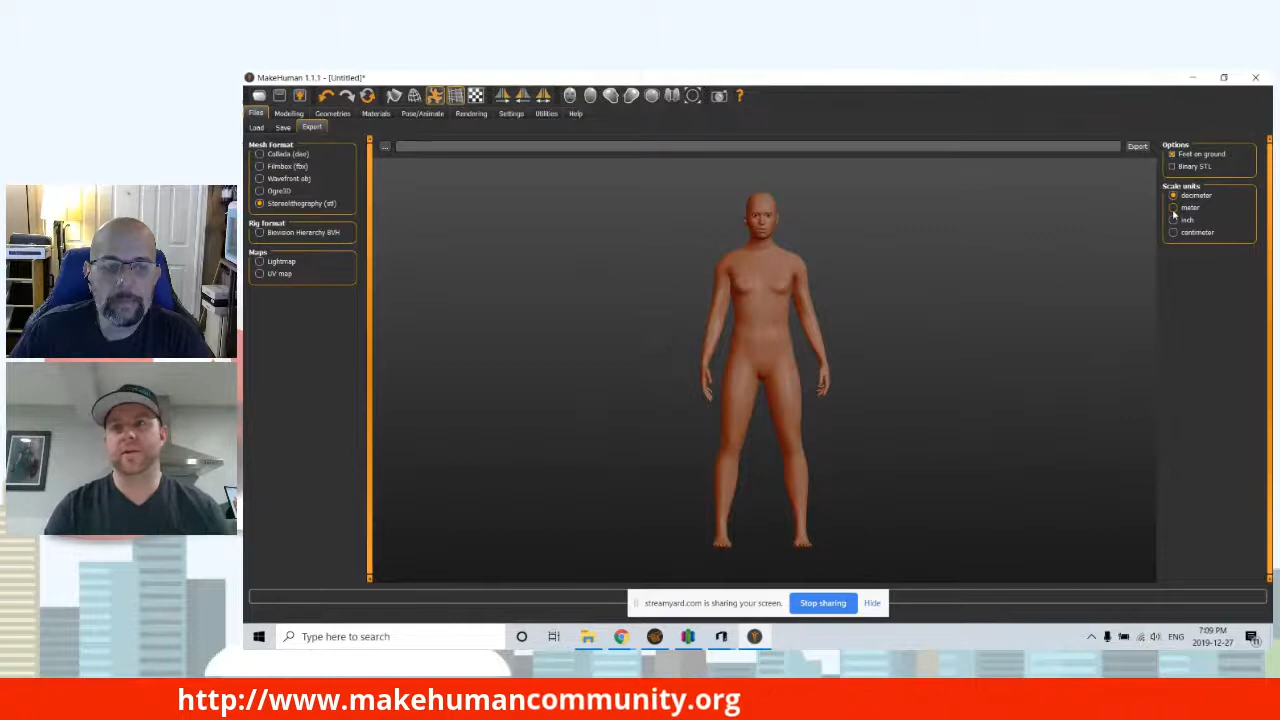 MakeHuman 1.1.1 - [Untitled]*
Files Modelling Geometries Materials Pose/Animate Rendering Settings Utilities Help
Load Save Export
Mesh Format
Collada (dae)
Filmbox (fbx)
Wavefront obj
Ogre3D
Stereolithography (stl)
Rig format
Biovision Hierarchy BVH
Maps
Lightmap
UV map
...
Export
Options
Feet on ground
Binary STL
Scale units
decimeter
meter
inch
centimeter
streamyard.com is sharing your screen.
Stop sharing
Hide
Type here to search
ENG
7:09 PM
2019-12-27
http://www.makehumancommunity.org